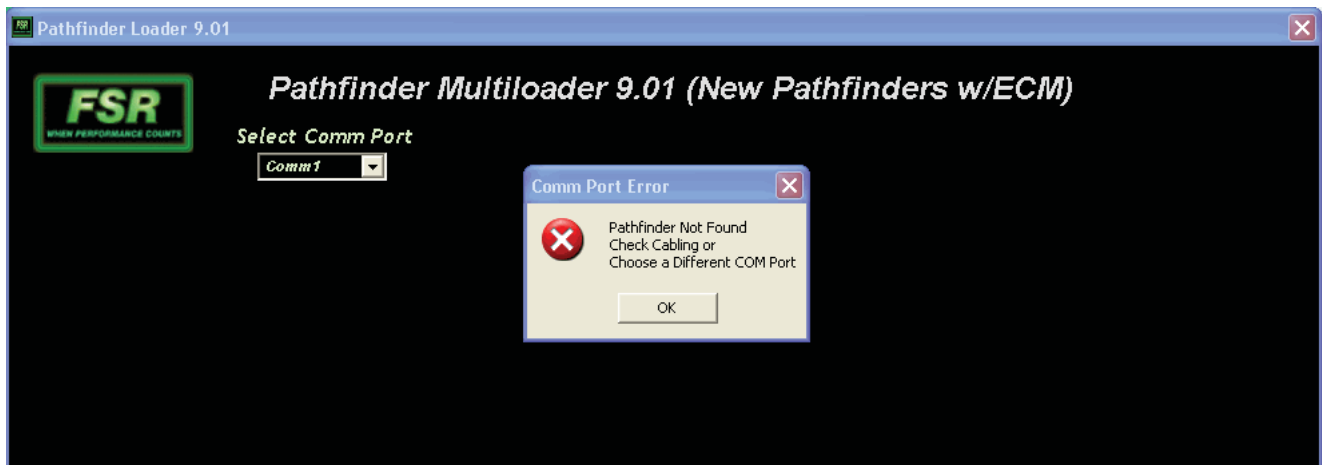 FSR
Pathfinder Loader 9.01
Pathfinder Multiloader 9.01 (New Pathfinders w/ECM)
FSR
WHEN PERFORMANCE COUNTS
Select Comm Port
Comm1
Comm Port Error
Pathfinder Not Found
Check Cabling or
Choose a Different COM Port
OK